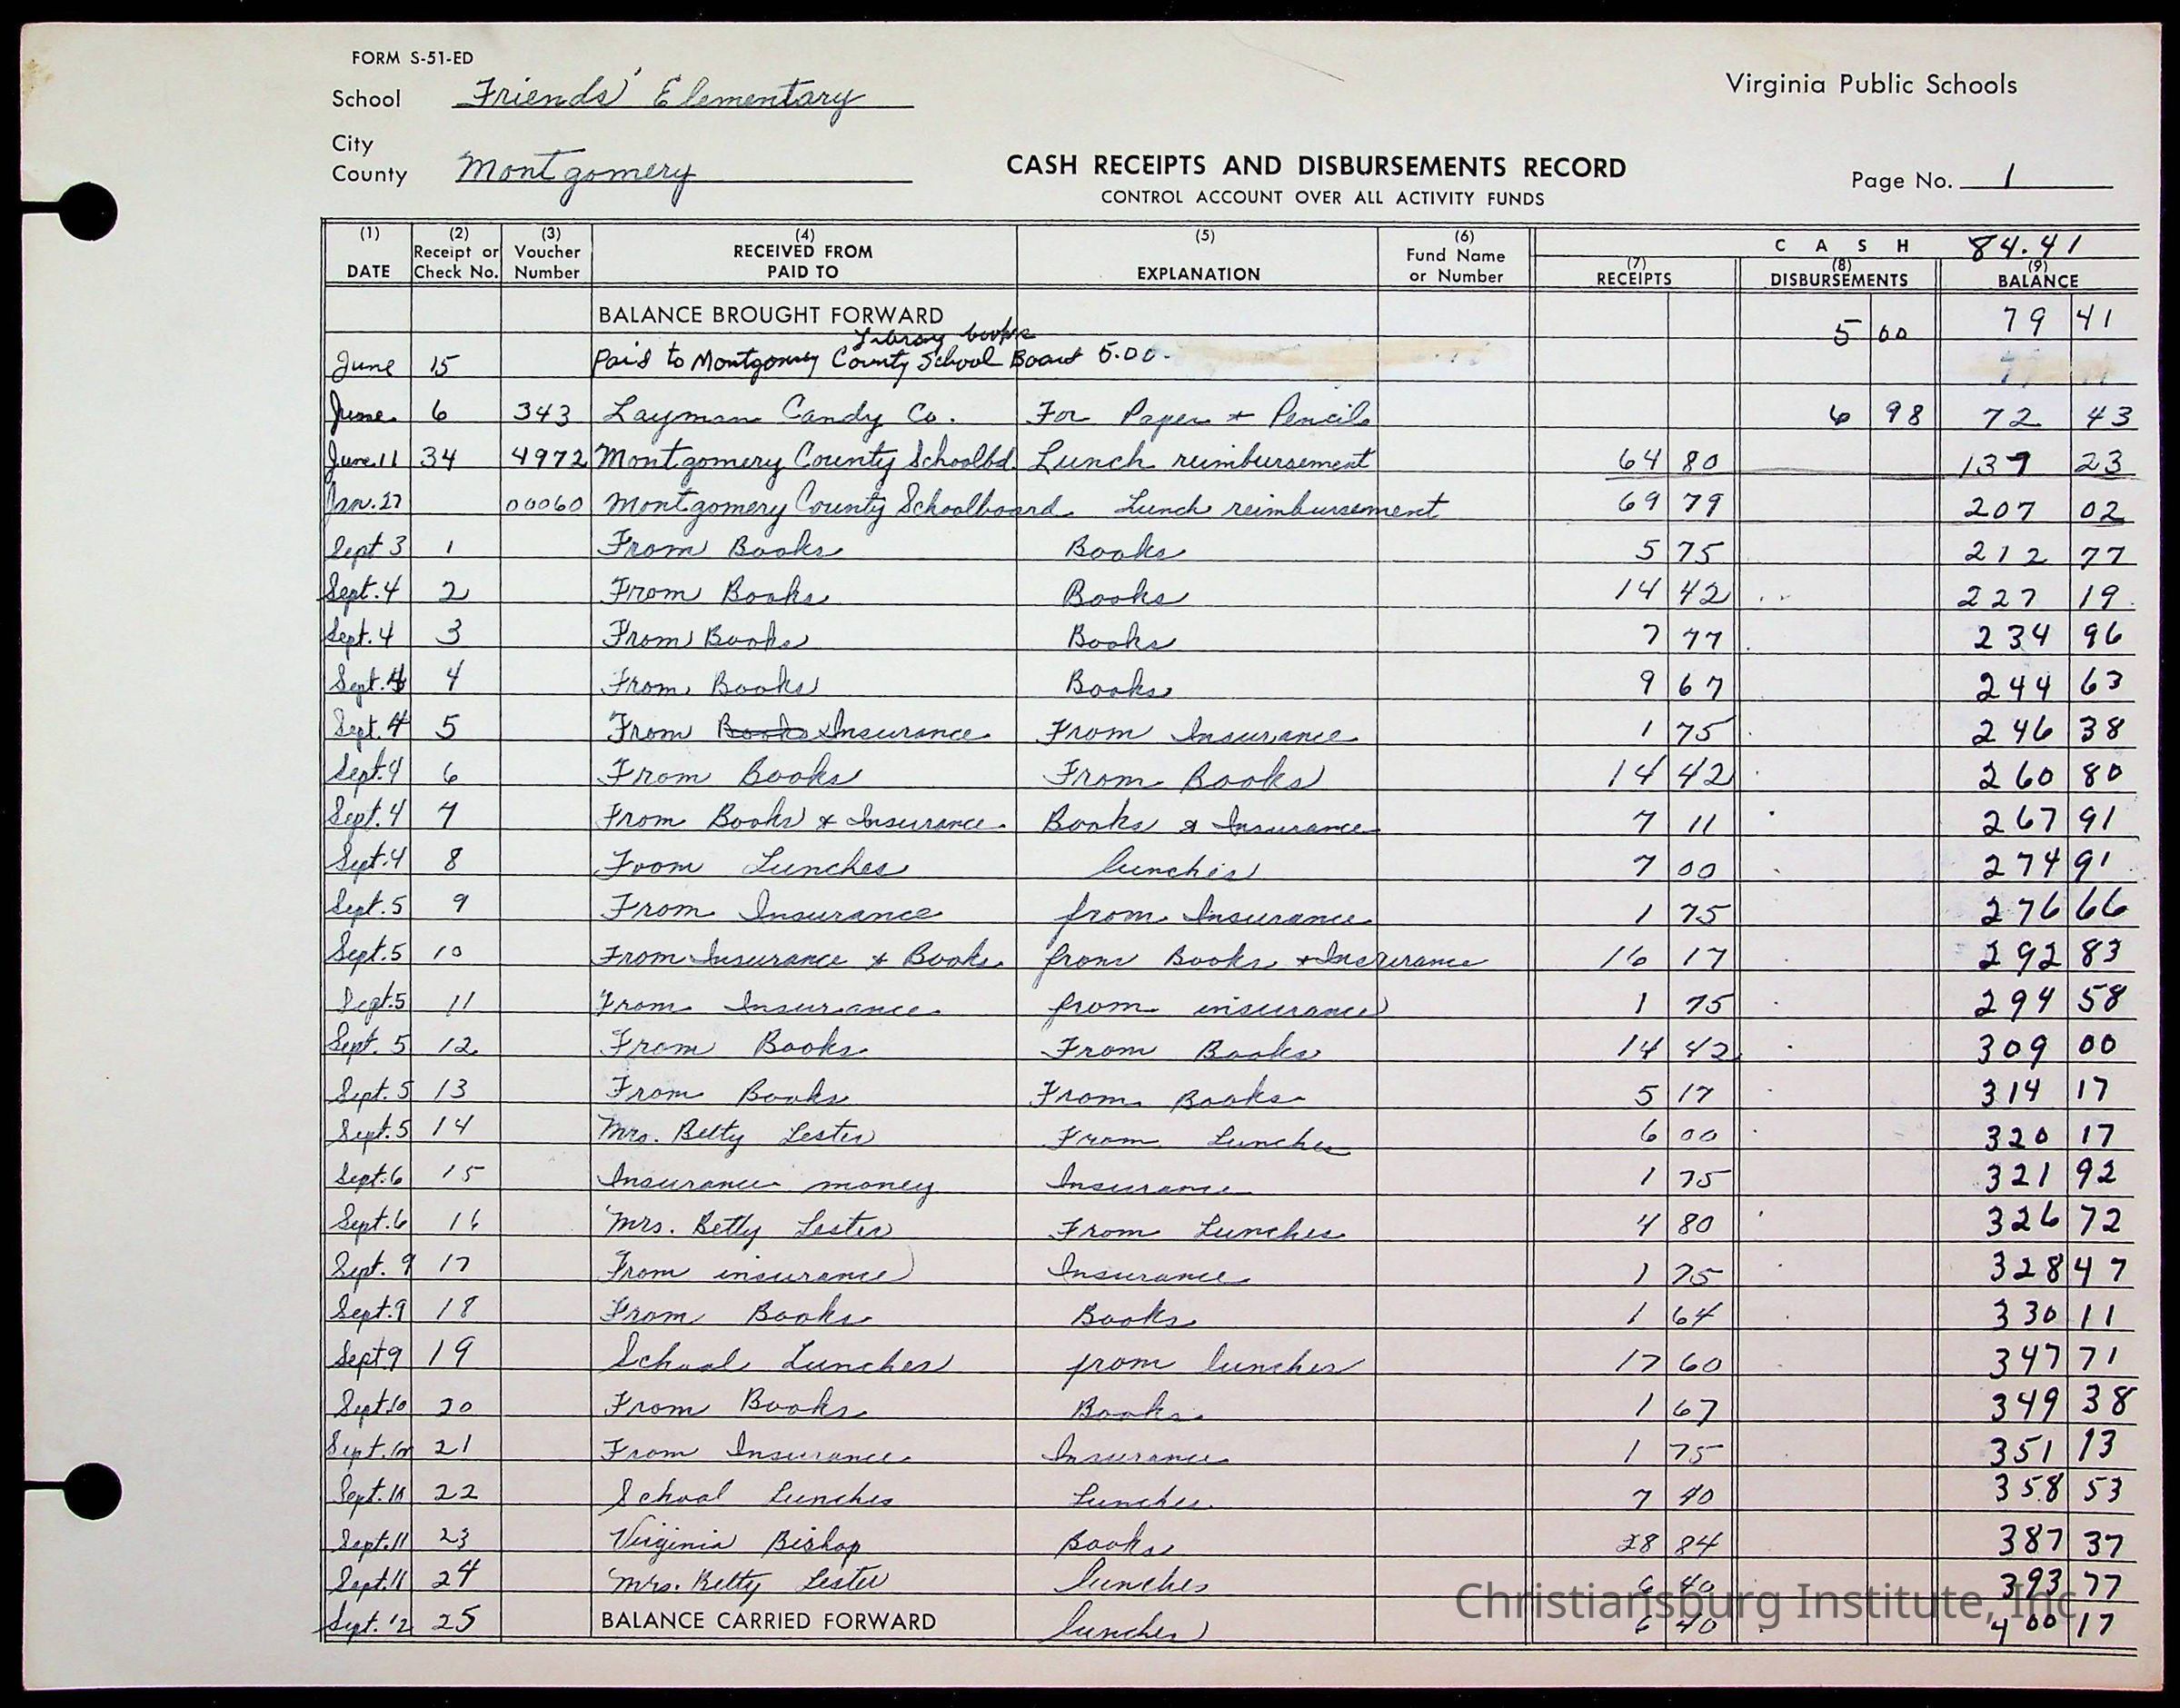 FORM S-51-ED
School Friends' Elementary
Virginia Public Schools
City
County Montgomery
CASH RECEIPTS AND DISBURSEMENTS RECORD
Page No. 1
CONTROL ACCOUNT OVER ALL ACTIVITY FUNDS
(1) DATE (2) Receipt or Check No. (3) Voucher Number (4) RECEIVED FROM PAID TO (5) EXPLANATION (6) Fund Name or Number C A S H 84.41 (7) RECEIPTS (8) DISBURSEMENTS (9) BALANCE
BALANCE BROUGHT FORWARD 5 00 79 41
Library books
June 15 Paid to Montgomery County School Board 5.00
June 6 343 Layman Candy Co. For Paper + Pencils 6 98 72 43
June 11 34 4972 Montgomery County Schoolbd. Lunch reimbursement 64 80 137 23
Jan. 27 00060 Montgomery County Schoolboard Lunch reimbursement 69 79 207 02
Sept 3 1 From Books Books 5 75 212 77
Sept. 4 2 From Books Books 14 42 227 19
Sept. 4 3 From Books Books 7 77 234 96
Sept. 4 4 From Books Books 9 67 244 63
Sept. 4 5 From Books Insurance From Insurance 1 75 246 38
Sept. 4 6 From Books From Books 14 42 260 80
Sept. 4 7 From Books + Insurance Books & Insurance 7 11 267 91
Sept. 4 8 From Lunches lunches 7 00 274 91
Sept. 5 9 From Insurance from Insurance 1 75 276 66
Sept. 5 10 From Insurance + Books from Books + Insurance 16 17 292 83
Sept. 5 11 From Insurance from insurance 1 75 294 58
Sept. 5 12 From Books From Books 14 42 309 00
Sept. 5 13 From Books From Books 5 17 314 17
Sept. 5 14 Mrs. Betty Lester From Lunches 6 00 320 17
Sept. 6 15 Insurance money Insurance 1 75 321 92
Sept. 6 16 Mrs. Betty Lester From Lunches 4 80 326 72
Sept. 9 17 From insurance Insurance 1 75 328 47
Sept. 9 18 From Books Books 1 64 330 11
Sept 9 19 School Lunches from lunches 17 60 347 71
Sept. 10 20 From Books Books 1 67 349 38
Sept. 10 21 From Insurance Insurance 1 75 351 13
Sept. 10 22 School Lunches Lunches 7 40 358 53
Sept. 11 23 Virginia Bishop Books 28 84 387 37
Sept. 11 24 Mrs. Betty Lester lunches 6 40 393 77
Sept. 12 25 BALANCE CARRIED FORWARD lunches 6 40 400 17
Christiansburg Institute, Inc